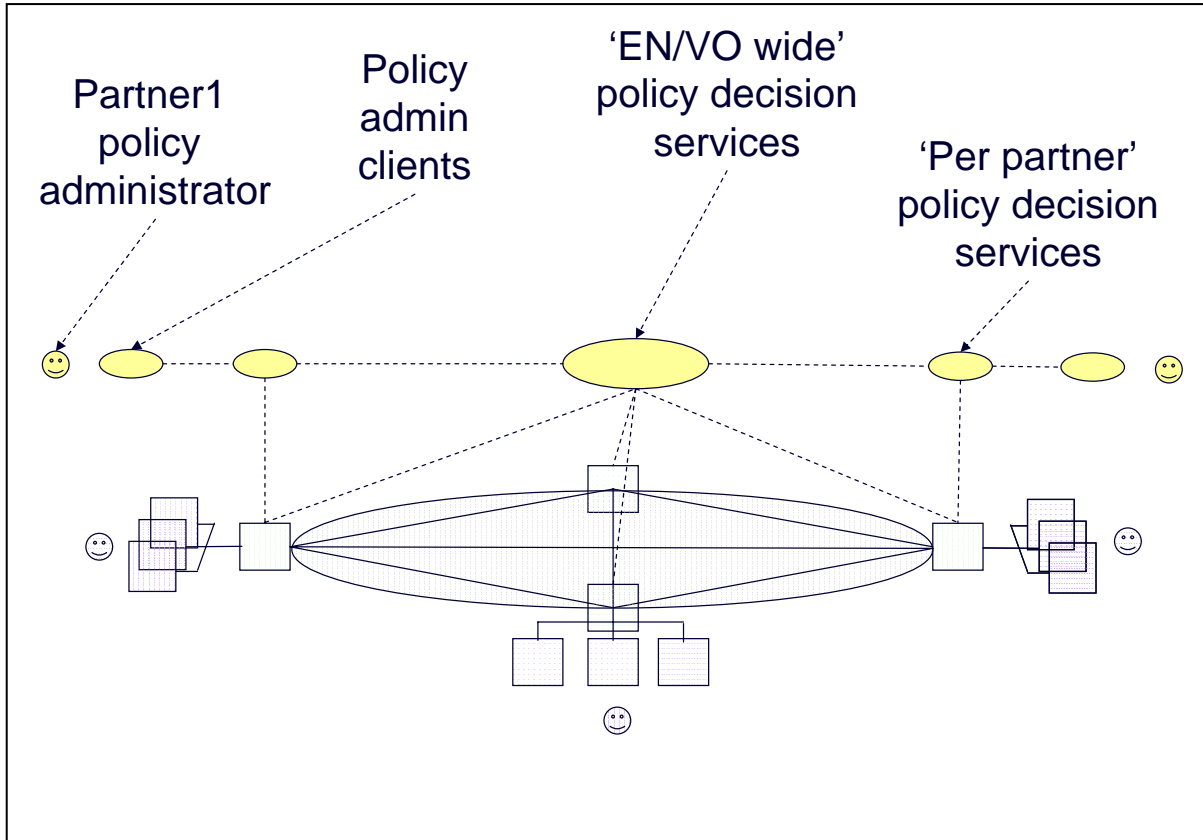 Partner1
policy
administrator
Policy
admin
clients
‘EN/VO wide’
policy decision
services
‘Per partner’
policy decision
services